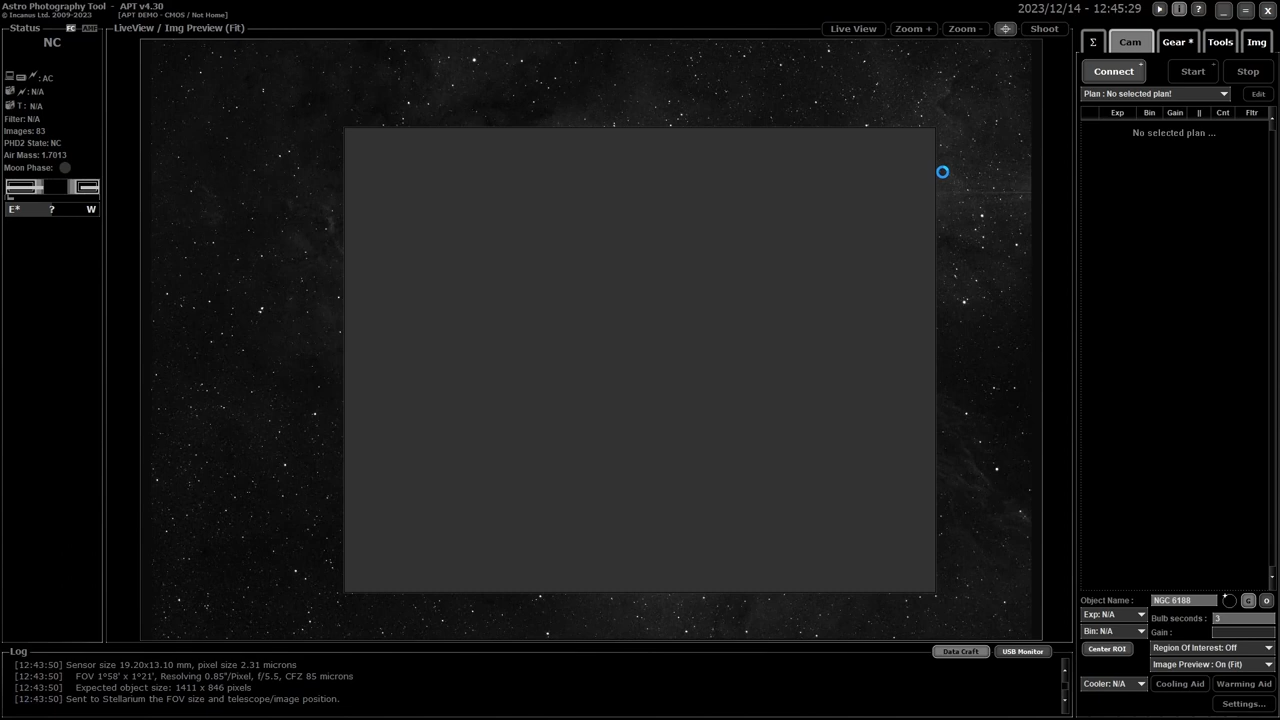 Astro Photography Tool - APT v4.30
© Incanus Ltd. 2009-2023 [APT DEMO - CMOS / Not Home]
2023/12/14 - 12:45:29
i ? _ = X
Status
NC
: AC
: N/A
T : N/A
Filter: N/A
Images: 83
PHD2 State: NC
Air Mass: 1.7013
Moon Phase:
E* ? W
LiveView / Img Preview (Fit)
Live View Zoom + Zoom - Shoot
Σ Cam Gear * Tools Img
Connect + Start + Stop
Plan : No selected plan! Edit
Exp Bin Gain || Cnt Fltr
No selected plan ...
Object Name : NGC 6188
Exp: N/A Bulb seconds : 3
Bin: N/A Gain :
Center ROI Region Of Interest: Off
Image Preview : On (Fit)
Cooler: N/A Cooling Aid Warming Aid
Settings...
Log
Data Craft USB Monitor
[12:43:50] Sensor size 19.20x13.10 mm, pixel size 2.31 microns
[12:43:50] FOV 1°58' x 1°21', Resolving 0.85"/Pixel, f/5.5, CFZ 85 microns
[12:43:50] Expected object size: 1411 x 846 pixels
[12:43:50] Sent to Stellarium the FOV size and telescope/image position.